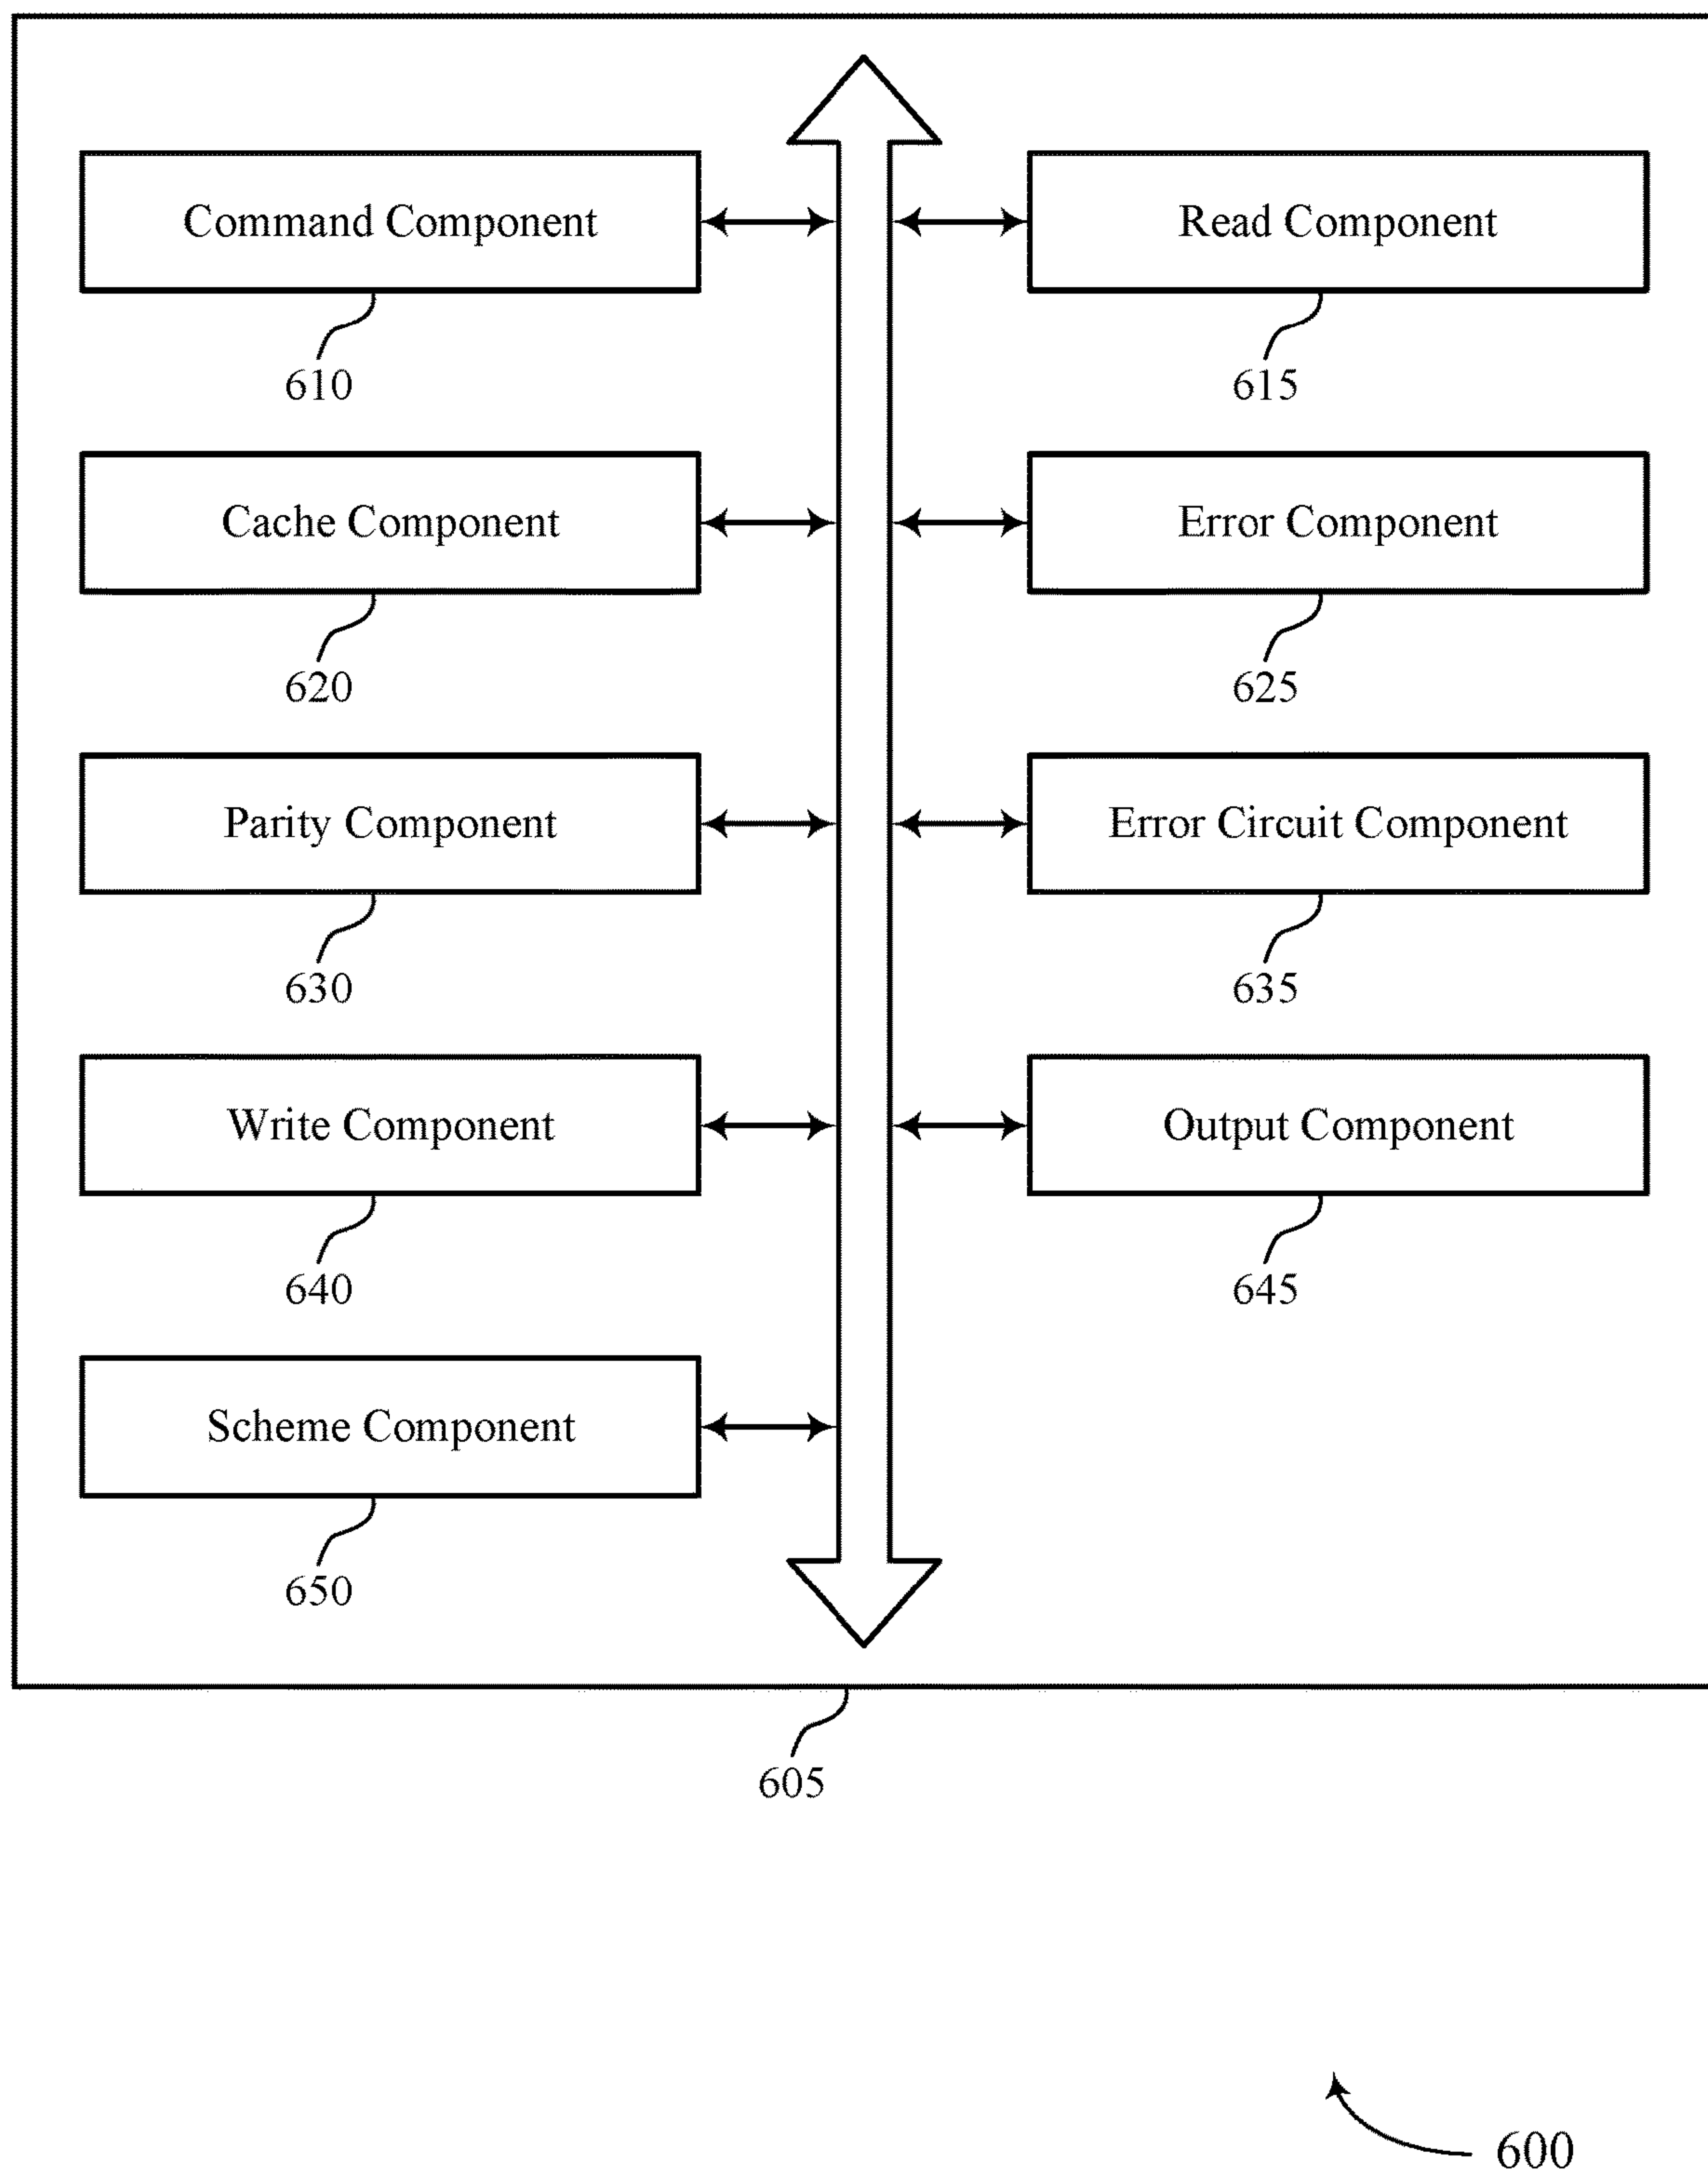 Command Component
Read Component
610
615
Cache Component
Error Component
620
625
Parity Component
Error Circuit Component
630
635
Write Component
Output Component
640
645
Scheme Component
650
605
600